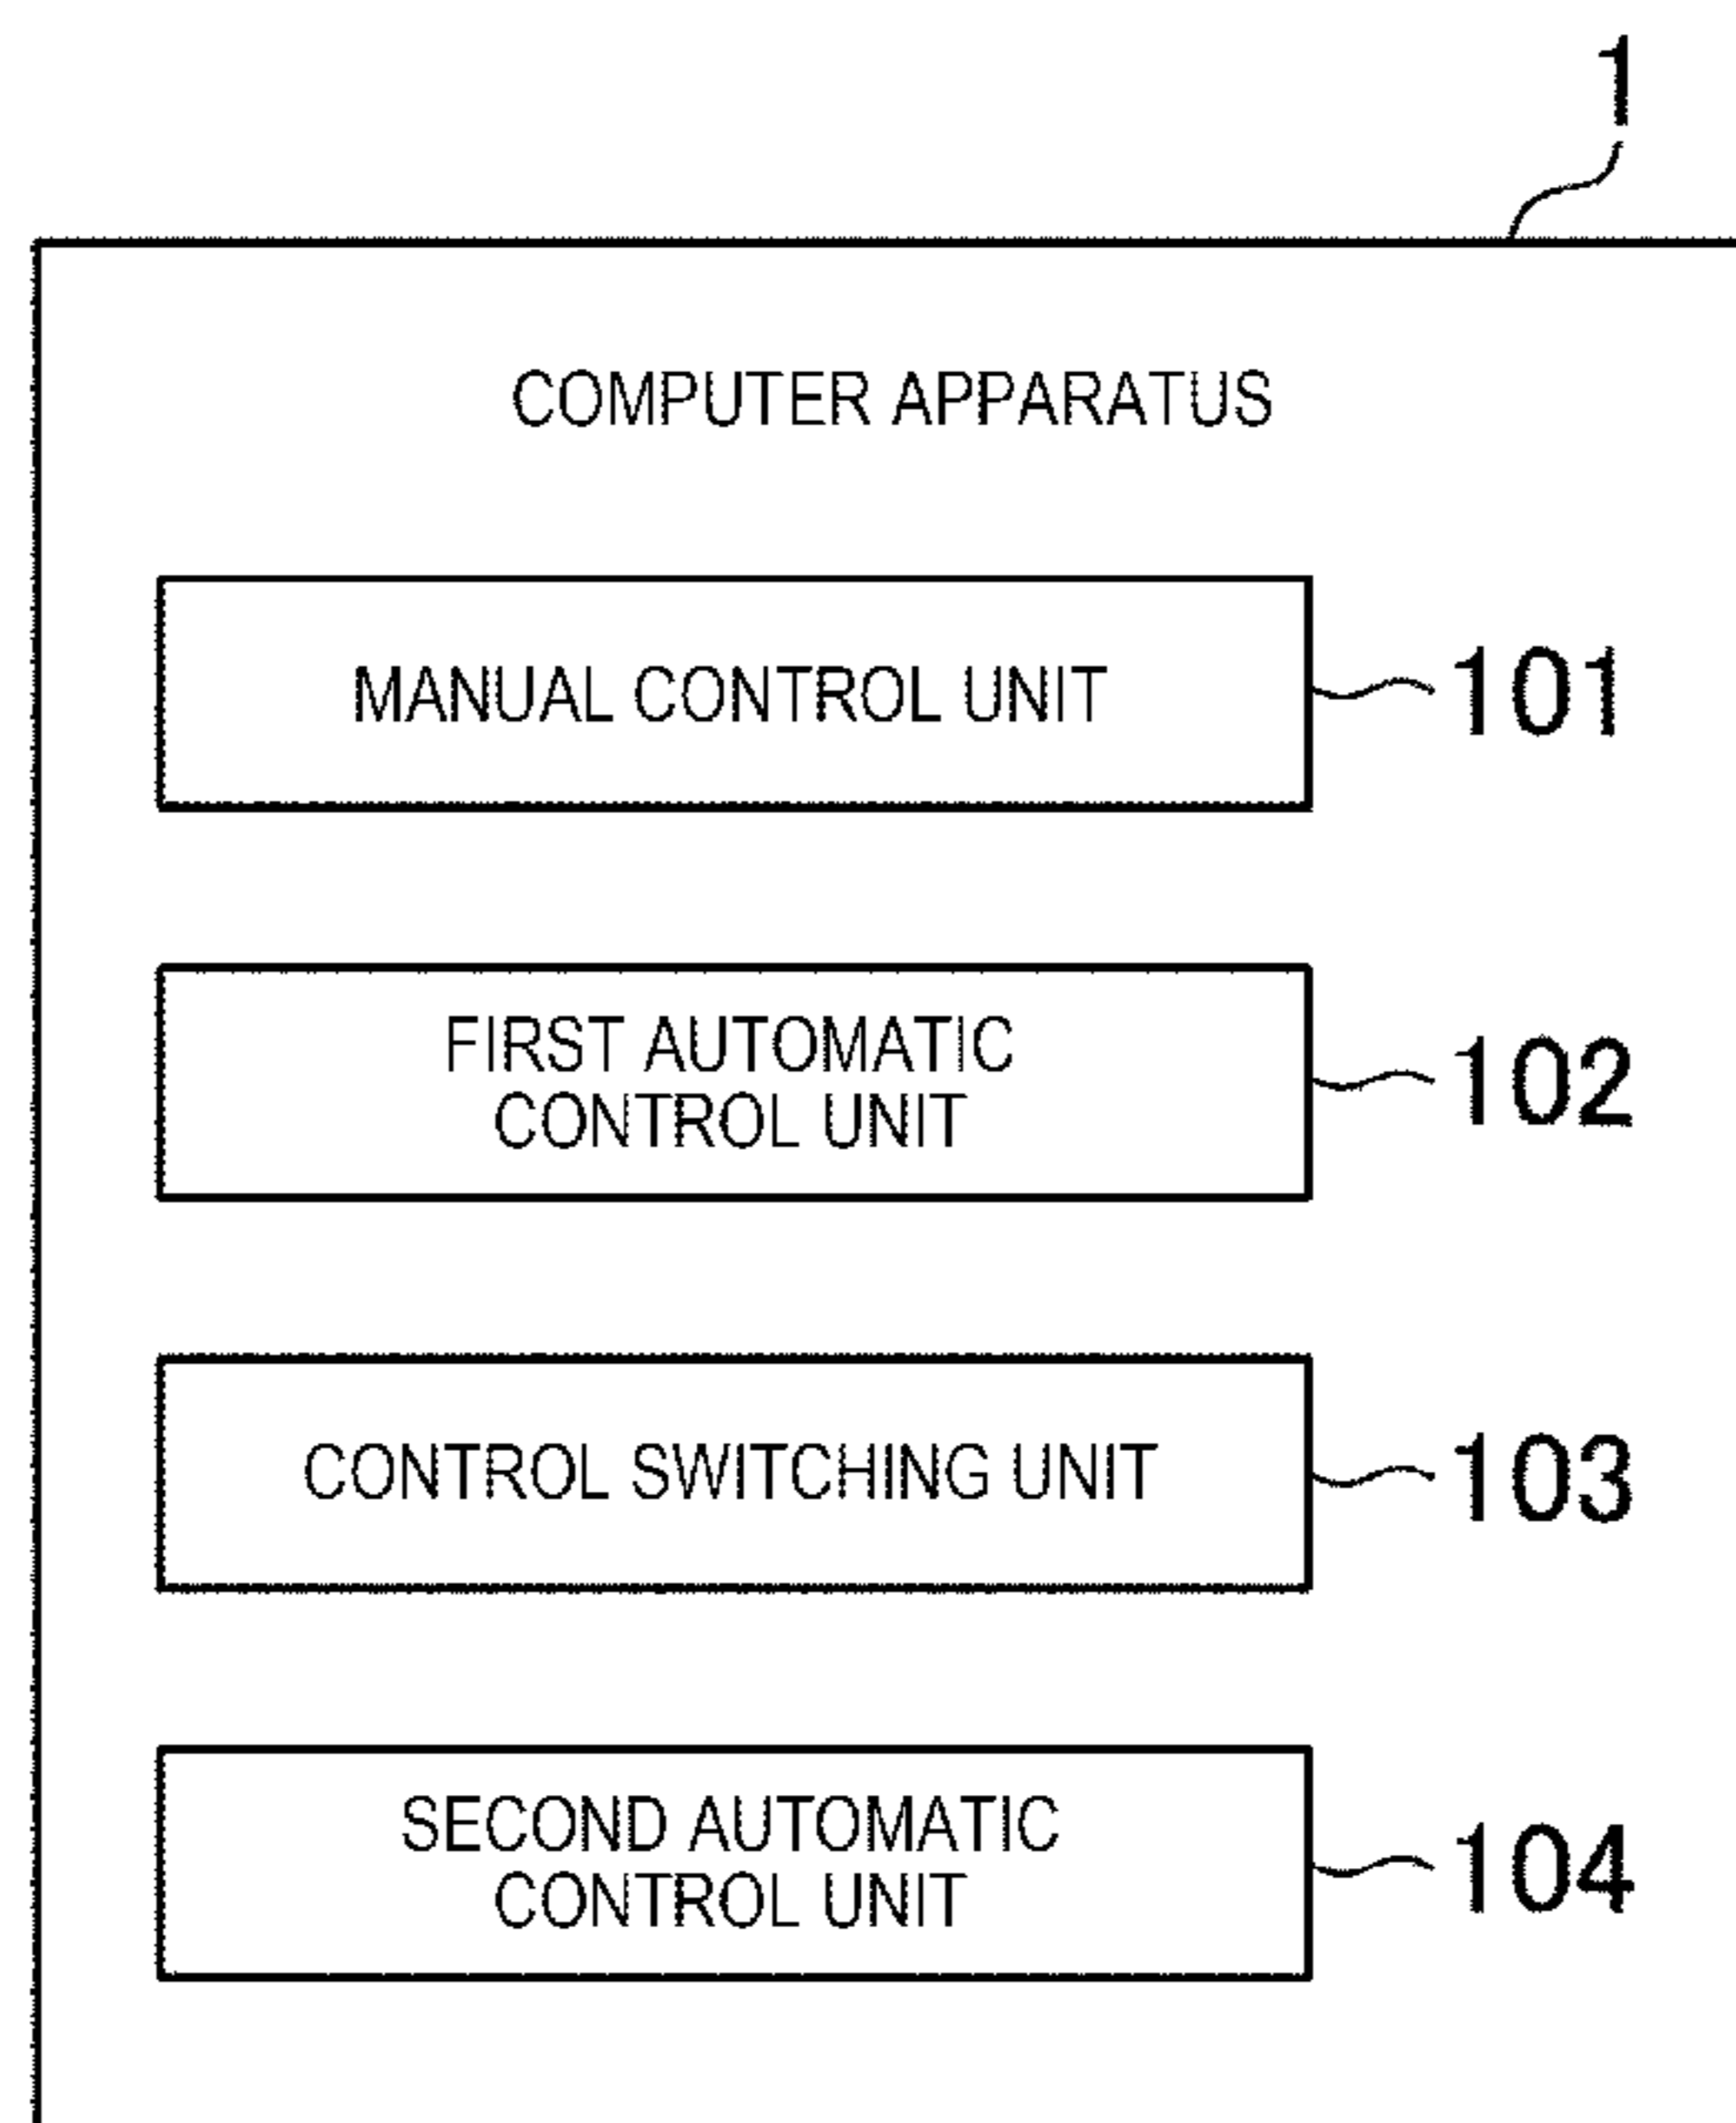 1
COMPUTER APPARATUS
MANUAL CONTROL UNIT
101
FIRST AUTOMATIC
CONTROL UNIT
102
CONTROL SWITCHING UNIT
103
SECOND AUTOMATIC
CONTROL UNIT
104